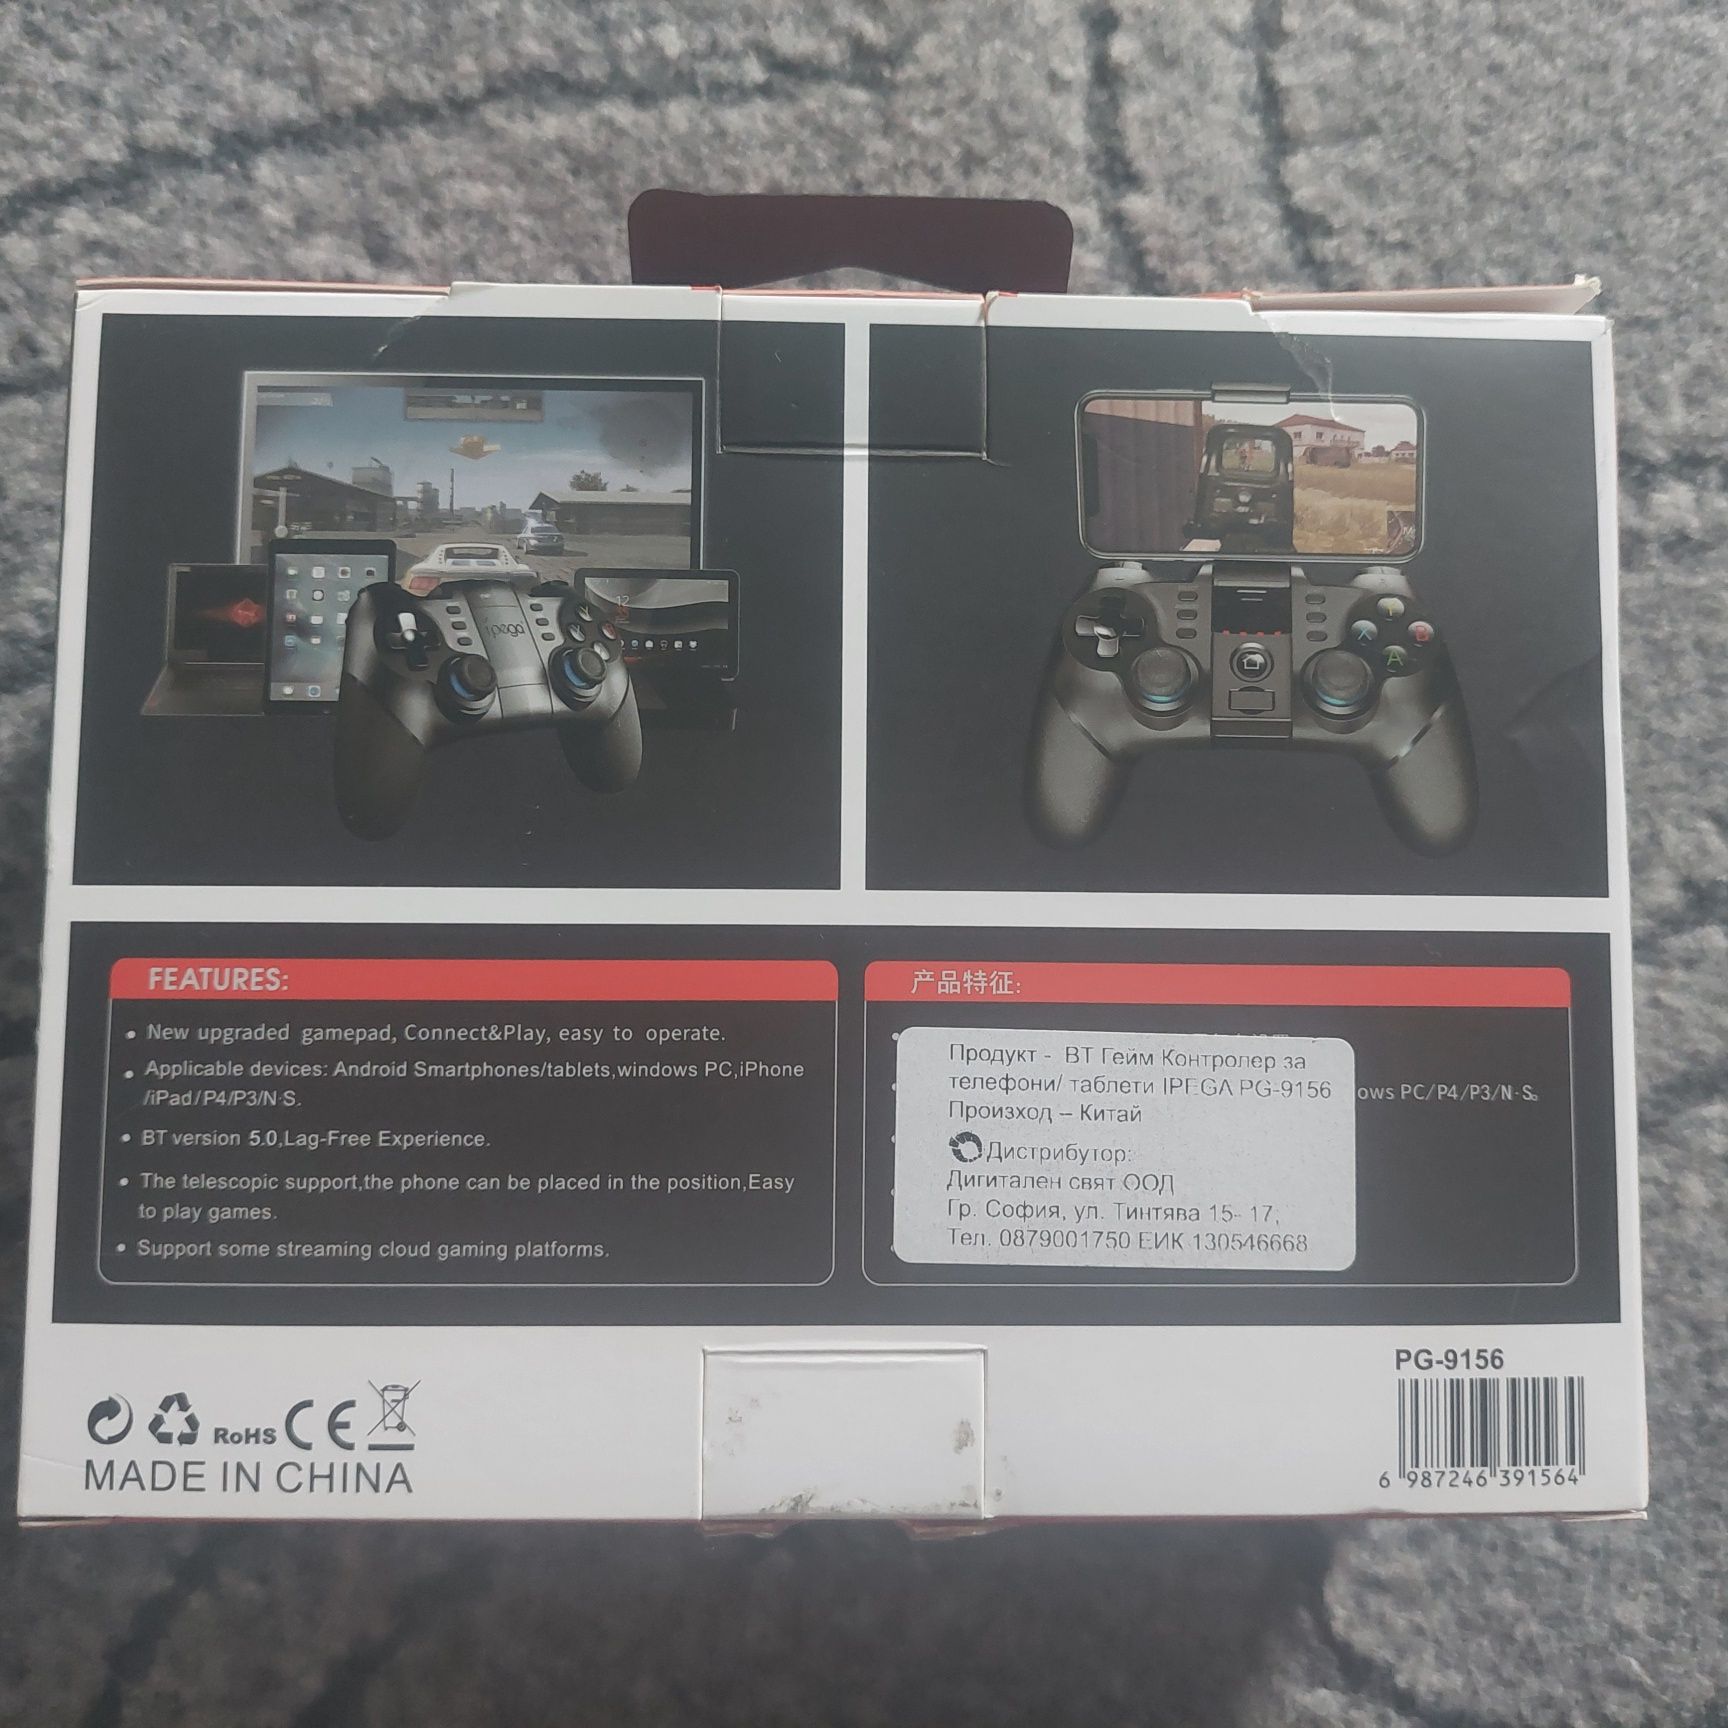 ipega
12
Y
X
B
A
FEATURES:
• New upgraded gamepad, Connect&Play, easy to operate.
• Applicable devices: Android Smartphones/tablets,windows PC,iPhone
/iPad/P4/P3/N·S.
• BT version 5.0,Lag-Free Experience.
• The telescopic support,the phone can be placed in the position,Easy
to play games.
• Support some streaming cloud gaming platforms.
产品特征:
ows PC/P4/P3/N·S。
Продукт - BT Гейм Контролер за
телефони/ таблети IPEGA PG-9156
Произход – Китай
Дистрибутор:
Дигитален свят ООД
Гр. София, ул. Тинтява 15- 17,
Тел. 0879001750 ЕИК 130546668
RoHS CE
MADE IN CHINA
PG-9156
6 987246 391564